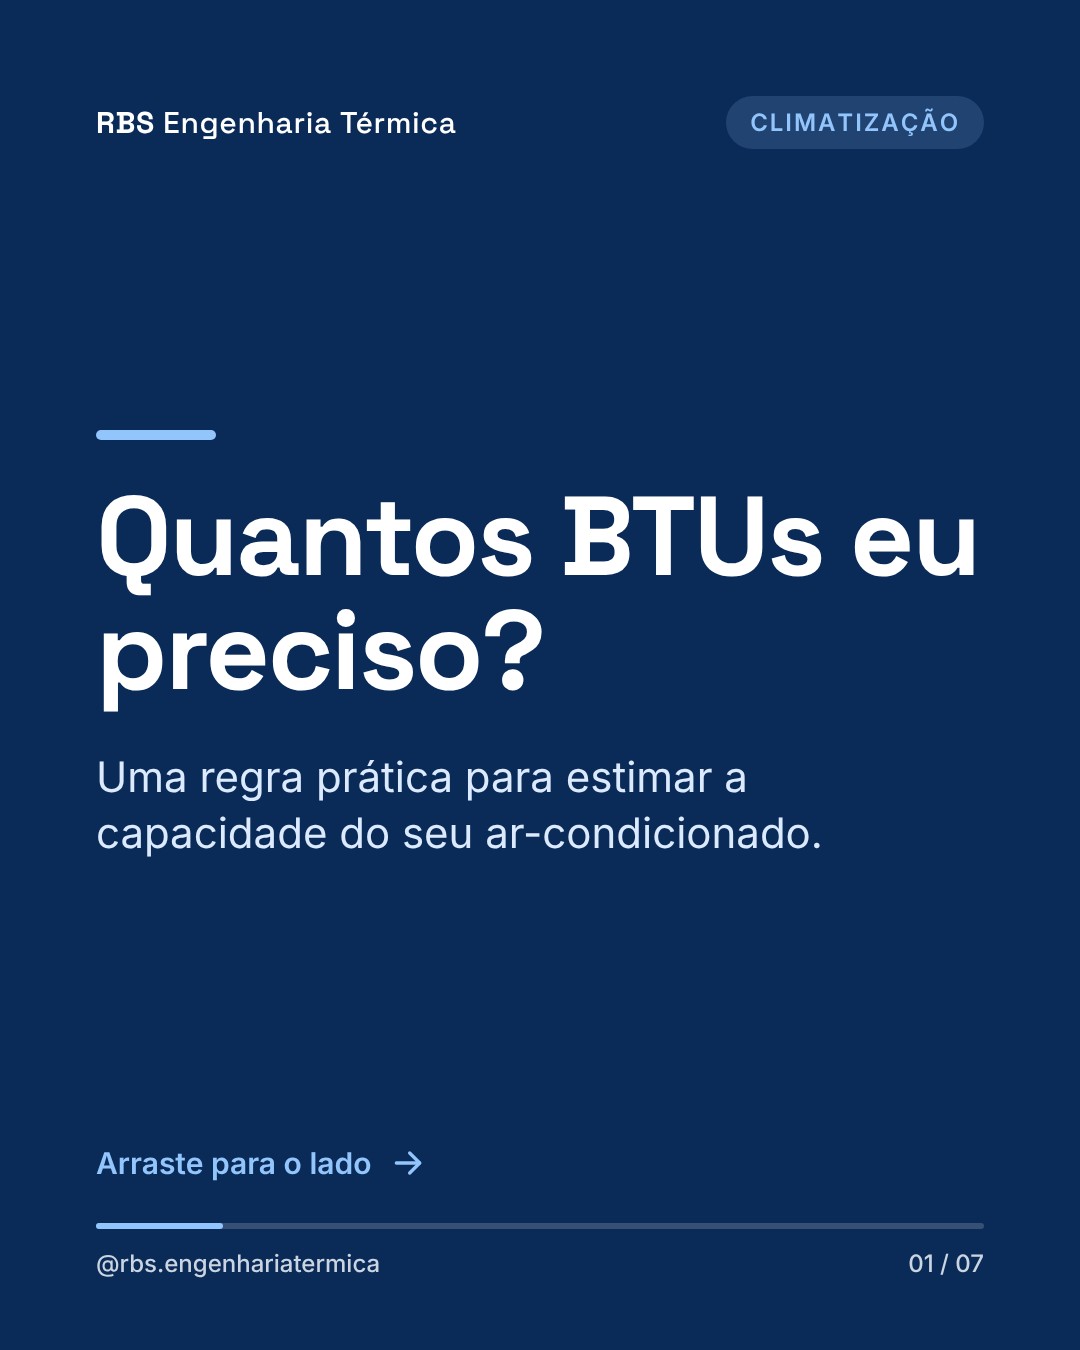 RBS Engenharia Térmica
CLIMATIZAÇÃO
Quantos BTUs eu
preciso?
Uma regra prática para estimar a
capacidade do seu ar-condicionado.
Arraste para o lado →
@rbs.engenhariatermica
01 / 07